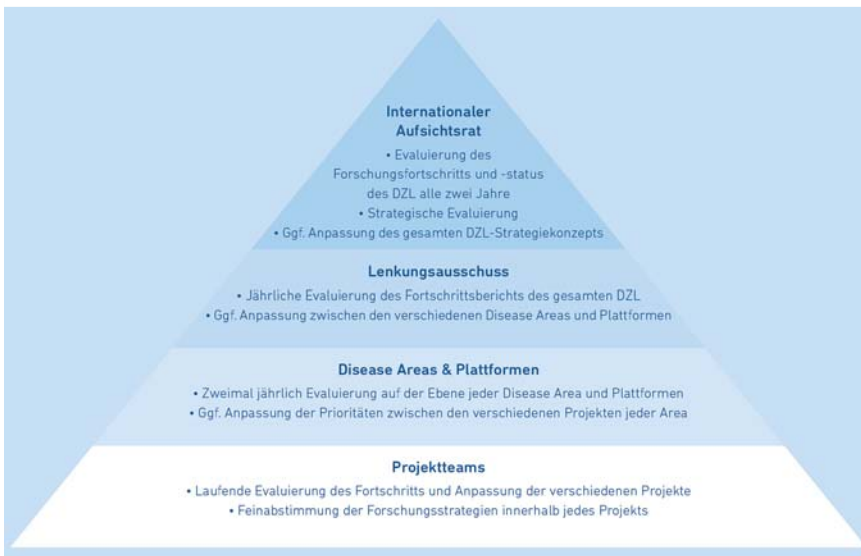 Internationaler
Aufsichtsrat
• Evaluierung des
Forschungsfortschritts und -status
des DZL alle zwei Jahre
• Strategische Evaluierung
• Ggf. Anpassung des gesamten DZL-Strategiekonzepts
Lenkungsausschuss
• Jährliche Evaluierung des Fortschrittsberichts des gesamten DZL
• Ggf. Anpassung zwischen den verschiedenen Disease Areas und Plattformen
Disease Areas & Plattformen
• Zweimal jährlich Evaluierung auf der Ebene jeder Disease Area und Plattformen
• Ggf. Anpassung der Prioritäten zwischen den verschiedenen Projekten jeder Area
Projektteams
• Laufende Evaluierung des Fortschritts und Anpassung der verschiedenen Projekte
• Feinabstimmung der Forschungsstrategien innerhalb jedes Projekts